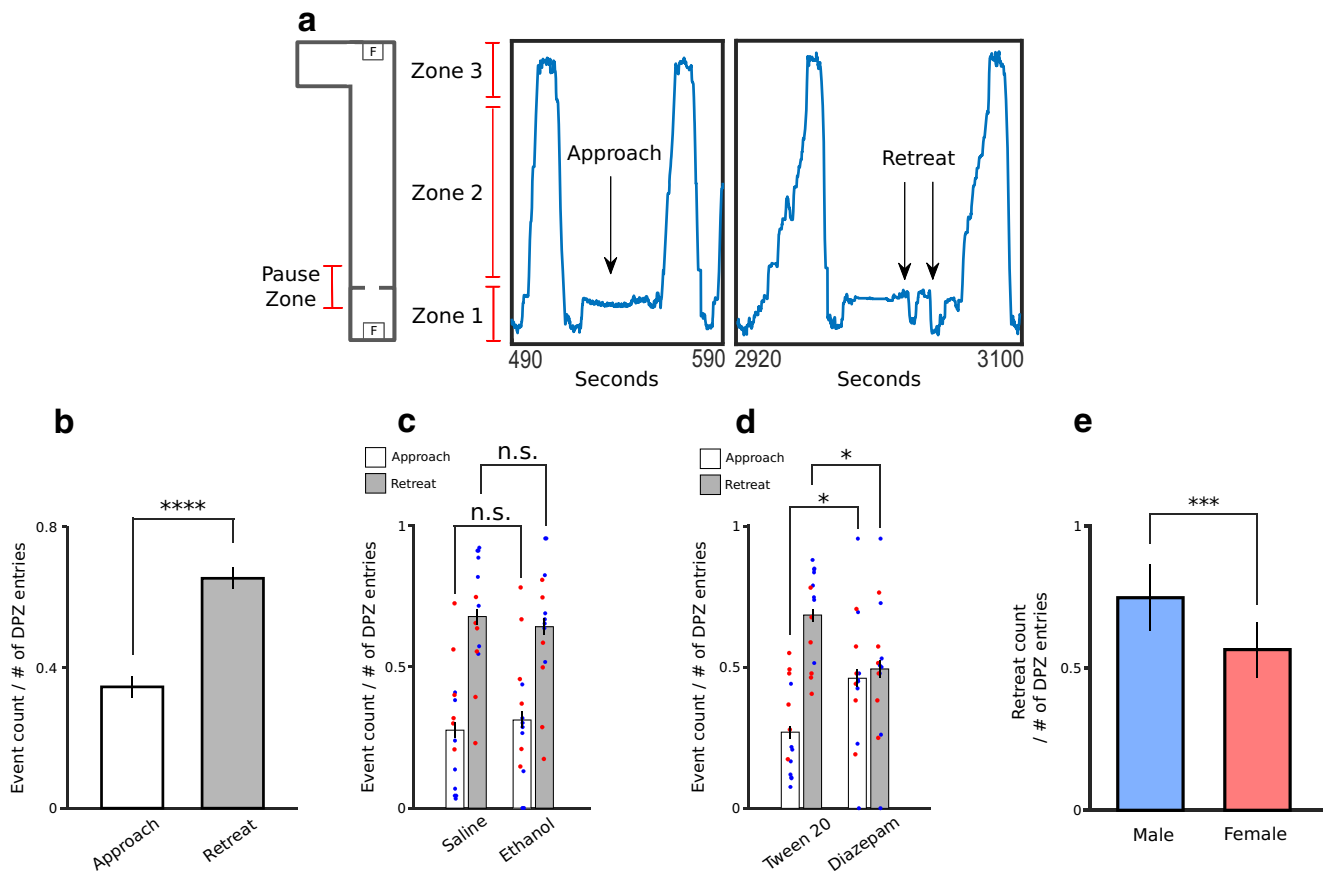 a
F
Zone 3
Zone 2
Zone 1
Pause
Zone
F
Approach
Retreat
490
590
2920
3100
Seconds
Seconds
b
****
0.8
0.4
0
Event count / # of DPZ entries
Approach
Retreat
c
Approach
Retreat
n.s.
n.s.
1
0.5
0
Event count / # of DPZ entries
Saline
Ethanol
d
Approach
Retreat
*
*
1
0.5
0
Event count / # of DPZ entries
Tween 20
Diazepam
e
***
1
0.5
0
Retreat count
/ # of DPZ entries
Male
Female